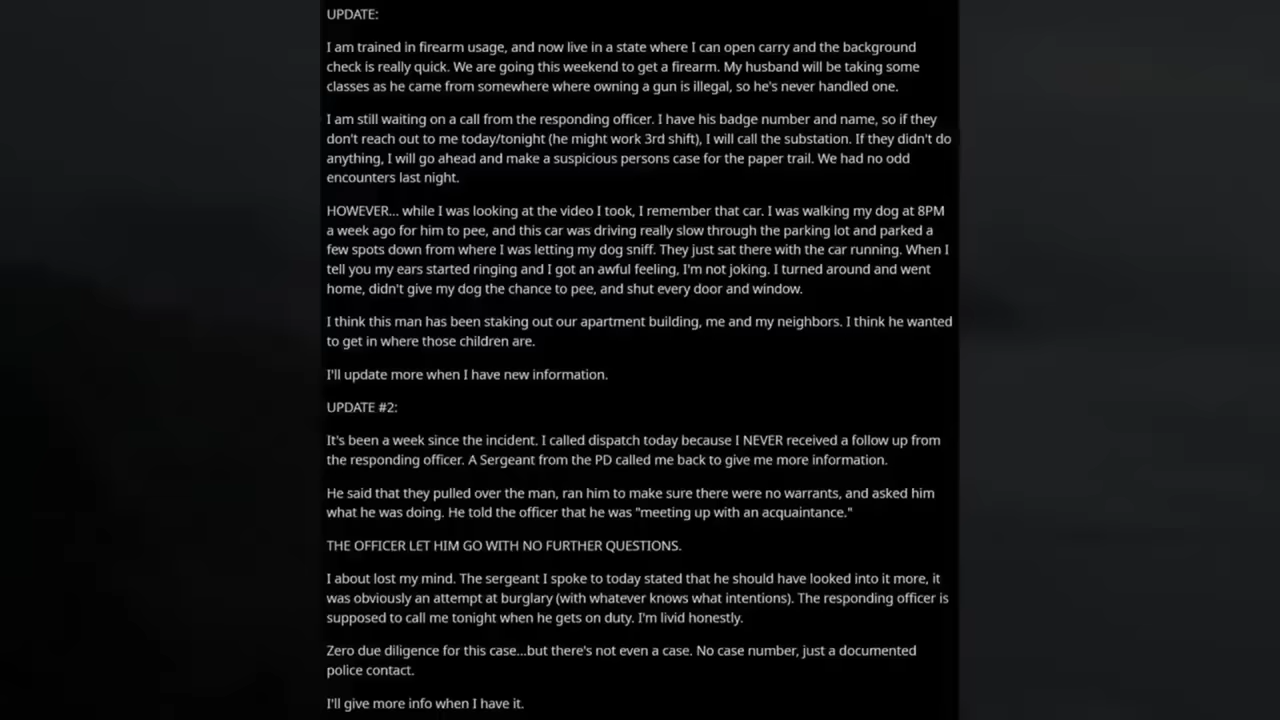 UPDATE:
I am trained in firearm usage, and now live in a state where I can open carry and the background
check is really quick. We are going this weekend to get a firearm. My husband will be taking some
classes as he came from somewhere where owning a gun is illegal, so he's never handled one.
I am still waiting on a call from the responding officer. I have his badge number and name, so if they
don't reach out to me today/tonight (he might work 3rd shift), I will call the substation. If they didn't do
anything, I will go ahead and make a suspicious persons case for the paper trail. We had no odd
encounters last night.
HOWEVER... while I was looking at the video I took, I remember that car. I was walking my dog at 8PM
a week ago for him to pee, and this car was driving really slow through the parking lot and parked a
few spots down from where I was letting my dog sniff. They just sat there with the car running. When I
tell you my ears started ringing and I got an awful feeling, I'm not joking. I turned around and went
home, didn't give my dog the chance to pee, and shut every door and window.
I think this man has been staking out our apartment building, me and my neighbors. I think he wanted
to get in where those children are.
I'll update more when I have new information.
UPDATE #2:
It's been a week since the incident. I called dispatch today because I NEVER received a follow up from
the responding officer. A Sergeant from the PD called me back to give me more information.
He said that they pulled over the man, ran him to make sure there were no warrants, and asked him
what he was doing. He told the officer that he was "meeting up with an acquaintance."
THE OFFICER LET HIM GO WITH NO FURTHER QUESTIONS.
I about lost my mind. The sergeant I spoke to today stated that he should have looked into it more, it
was obviously an attempt at burglary (with whatever knows what intentions). The responding officer is
supposed to call me tonight when he gets on duty. I'm livid honestly.
Zero due diligence for this case...but there's not even a case. No case number, just a documented
police contact.
I'll give more info when I have it.